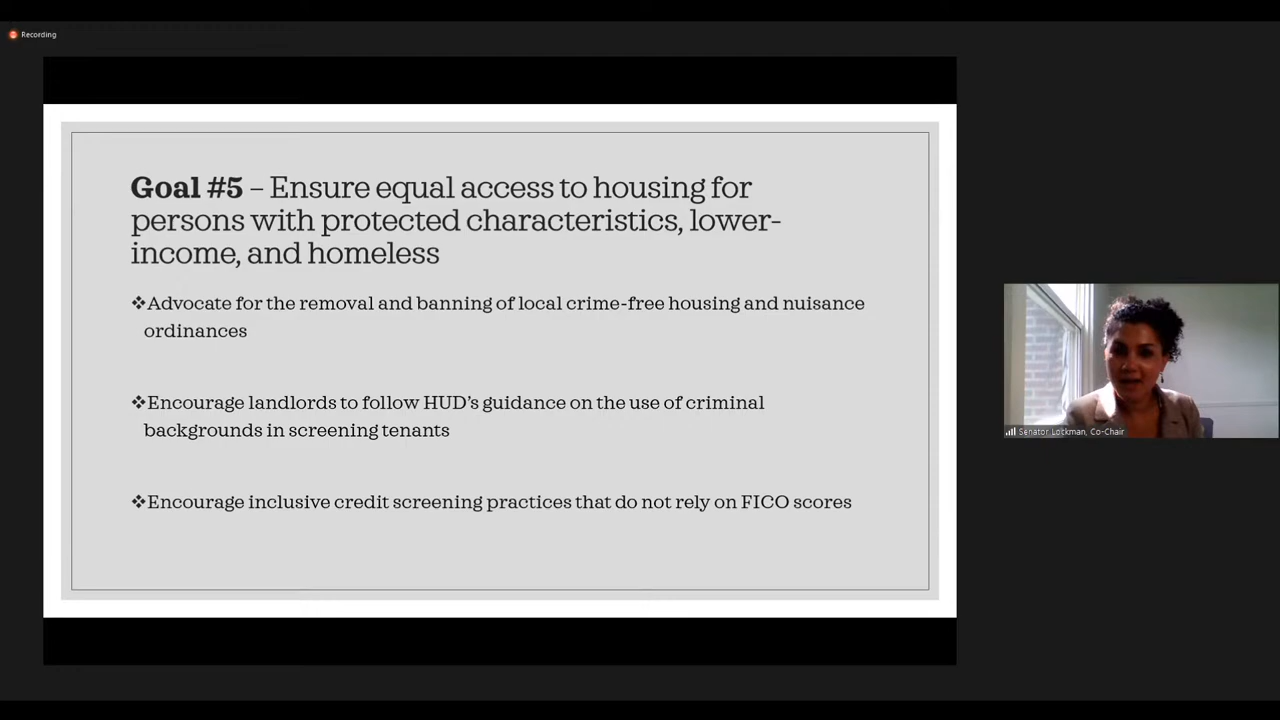 Recording
Goal #5 – Ensure equal access to housing for
persons with protected characteristics, lower-
income, and homeless
❖Advocate for the removal and banning of local crime-free housing and nuisance
ordinances
❖Encourage landlords to follow HUD's guidance on the use of criminal
backgrounds in screening tenants
❖Encourage inclusive credit screening practices that do not rely on FICO scores
Senator Lockman, Co-Chair